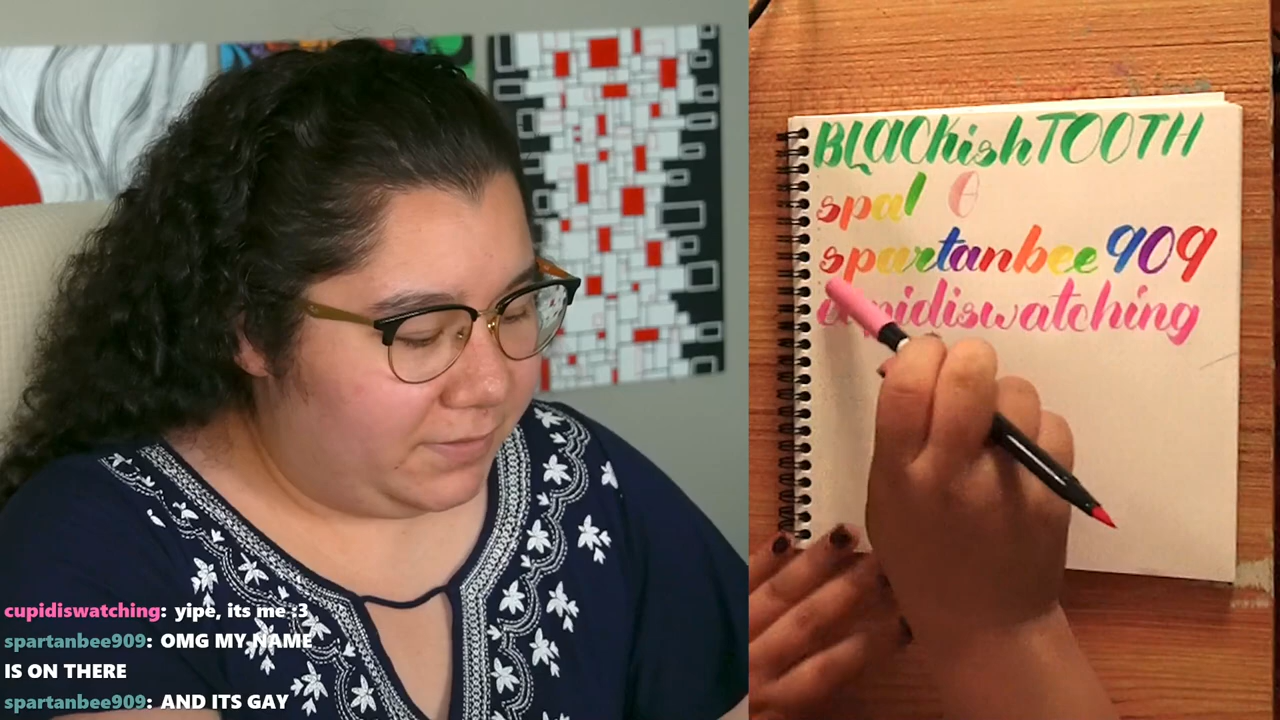 BLACKishTOOTH
spal
spartanbee909
cupidiswatching
cupidiswatching: yipe, its me :3
spartanbee909: OMG MY NAME
IS ON THERE
spartanbee909: AND ITS GAY